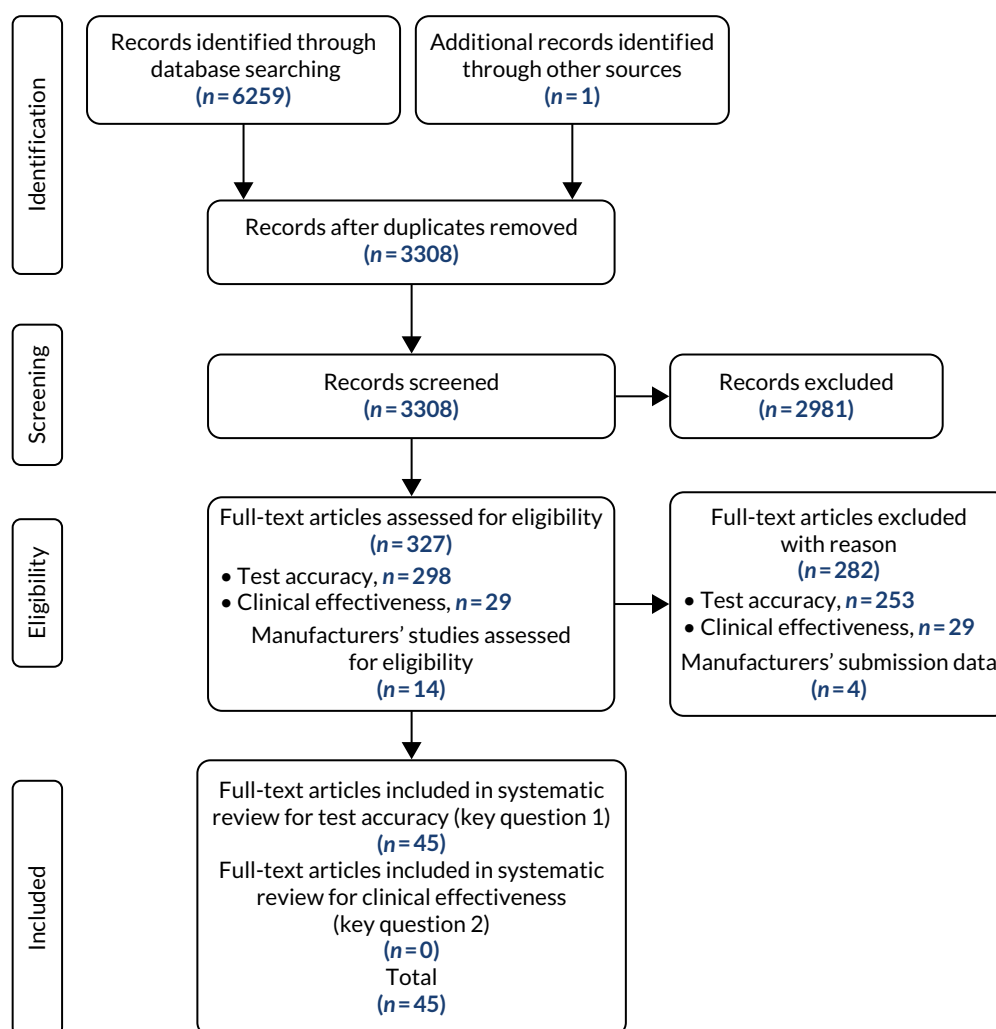 Identification
Records identified through
database searching
(n=6259)
Additional records identified
through other sources
(n=1)
Records after duplicates removed
(n=3308)
Screening
Records screened
(n=3308)
Records excluded
(n=2981)
Eligibility
Full-text articles assessed for eligibility
(n=327)
• Test accuracy, n=298
• Clinical effectiveness, n=29
Manufacturers’ studies assessed
for eligibility
(n=14)
Full-text articles excluded
with reason
(n=282)
• Test accuracy, n=253
• Clinical effectiveness, n=29
Manufacturers’ submission data
(n=4)
Included
Full-text articles included in systematic
review for test accuracy (key question 1)
(n=45)
Full-text articles included in systematic
review for clinical effectiveness
(key question 2)
(n=0)
Total
(n=45)